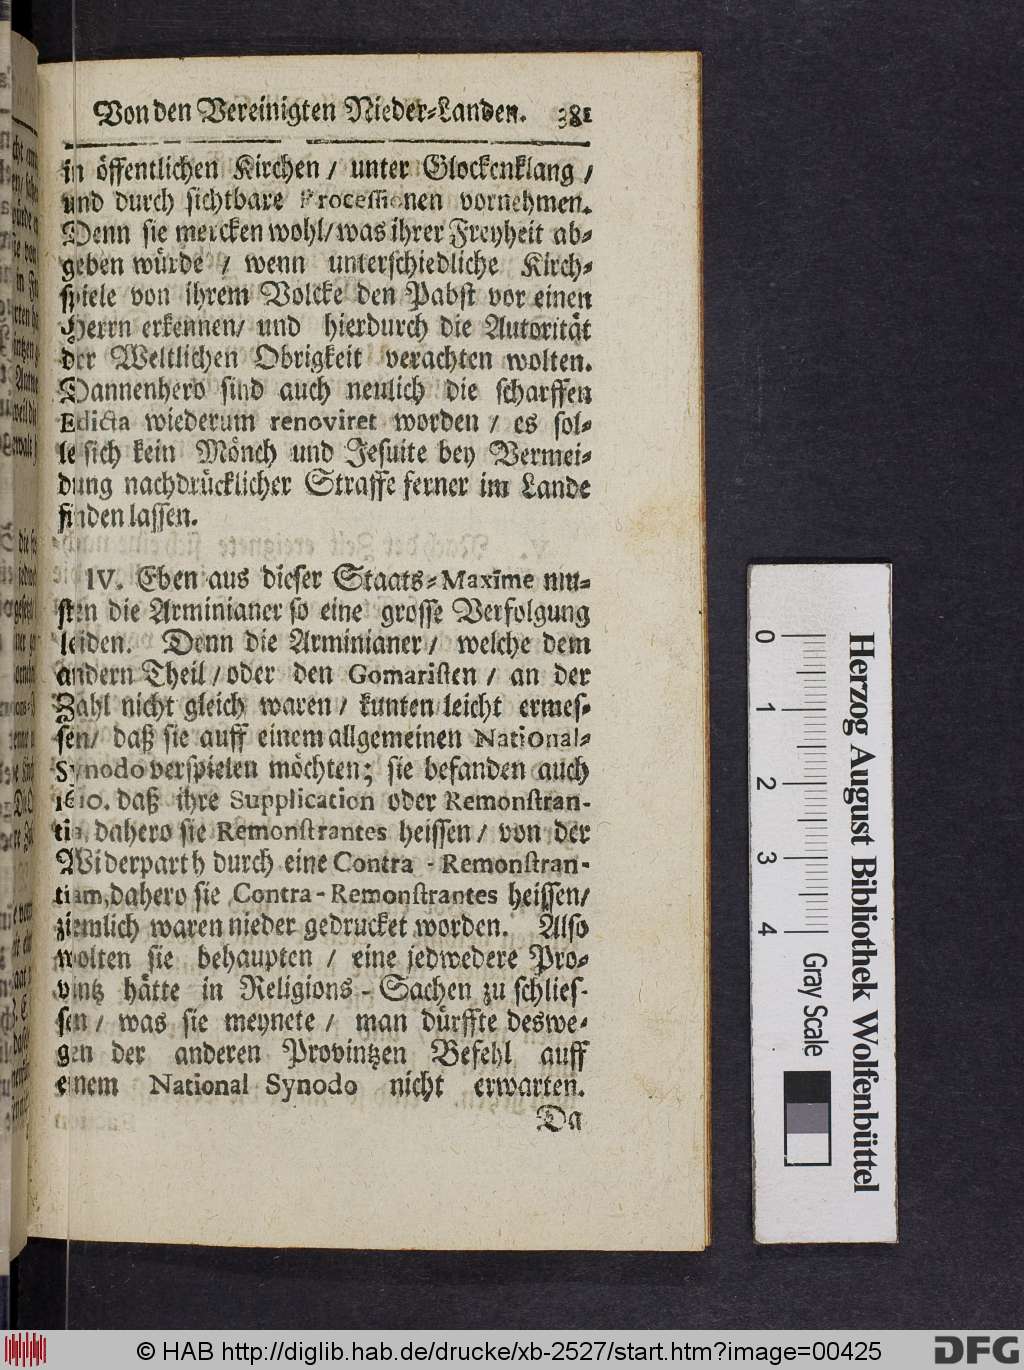 Von den Vereinigten Nieder-Landen. 381
in öffentlichen Kirchen / unter Glockenklang /
und durch sichtbare Processionen vornehmen.
Denn sie mercken wohl / was ihrer Freyheit ab-
geben würde / wenn unterschiedliche Kirch-
spiele von ihrem Volcke den Pabst vor einen
Herrn erkennen / und hierdurch die Autorität
der Weltlichen Obrigkeit verachten wolten.
Dannenhero sind auch neulich die scharffen
Edicta wiederum renoviret worden / es sol-
le sich kein Mönch und Jesuite bey Vermei-
dung nachdrücklicher Straffe ferner im Lande
finden lassen.
IV. Eben aus dieser Staats-Maxime mu-
sten die Arminianer so eine grosse Verfolgung
leiden. Denn die Arminianer / welche dem
andern Theil / oder den Gomaristen / an der
Zahl nicht gleich waren / kunten leicht ermes-
sen / daß sie auff einem allgemeinen National-
Synodo verspielen möchten; sie befanden auch
1610. daß ihre Supplication oder Remonstran-
tia, dahero sie Remonstrantes heissen / von der
Widerparth durch eine Contra-Remonstran-
tiam, dahero sie Contra-Remonstrantes heissen /
ziemlich waren nieder gedrucket worden. Also
wolten sie behaupten / eine jedwedere Pro-
vintz hätte in Religions-Sachen zu schlies-
sen / was sie meynete / man dürffte deswe-
gen der anderen Provintzen Befehl auff
einem National Synodo nicht erwarten.
Da
0 1 2 3 4
Gray Scale
Herzog August Bibliothek Wolfenbüttel
© HAB http://diglib.hab.de/drucke/xb-2527/start.htm?image=00425
DFG